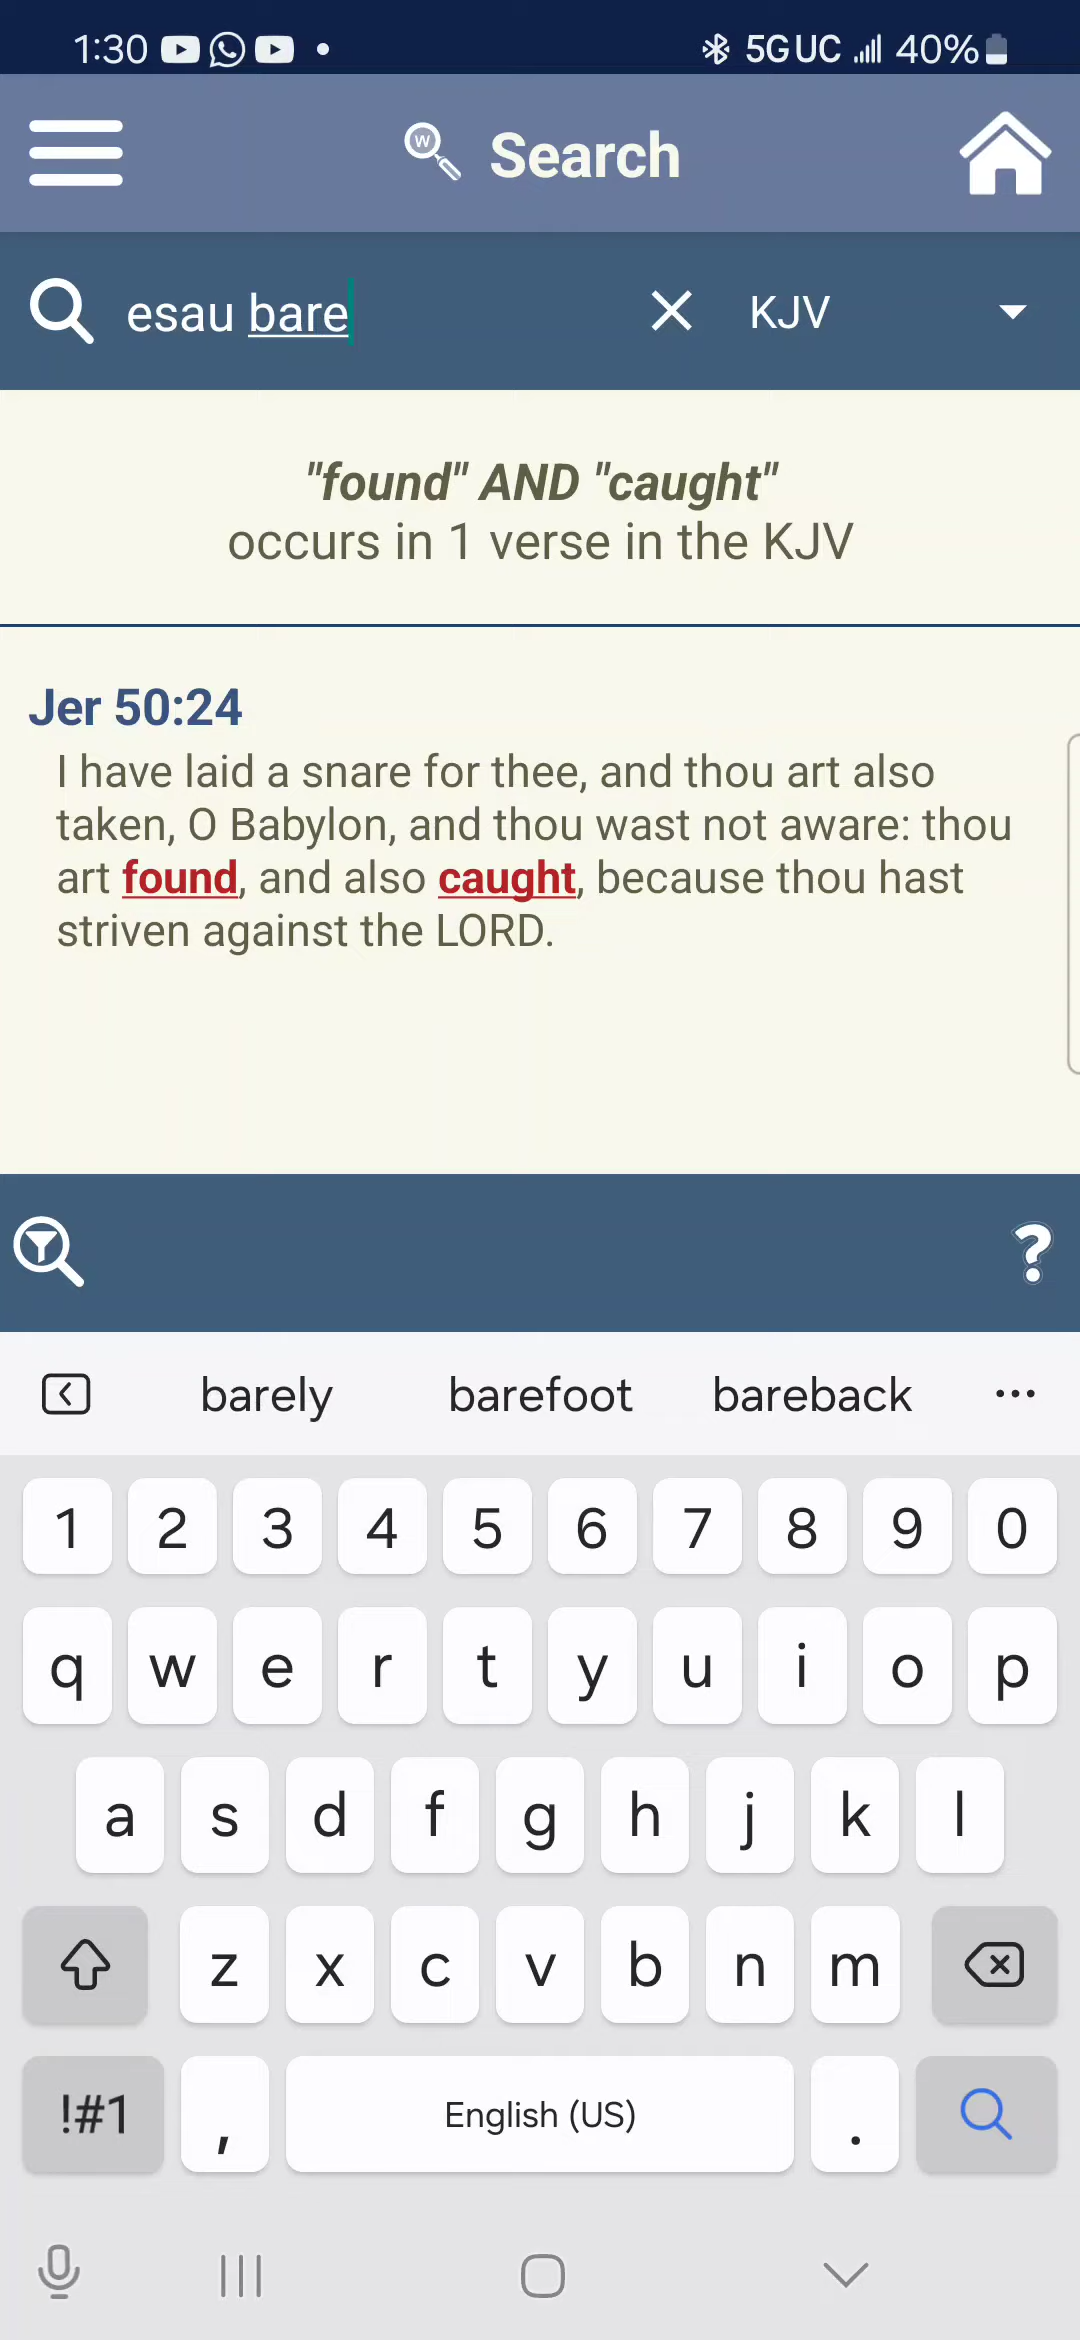 1:30 5G UC 40%
W Search
esau bare KJV
"found" AND "caught"
occurs in 1 verse in the KJV
Jer 50:24
I have laid a snare for thee, and thou art also
taken, O Babylon, and thou wast not aware: thou
art found, and also caught, because thou hast
striven against the LORD.
?
barely barefoot bareback ...
1 2 3 4 5 6 7 8 9 0
q w e r t y u i o p
a s d f g h j k l
z x c v b n m
!#1 , English (US) .